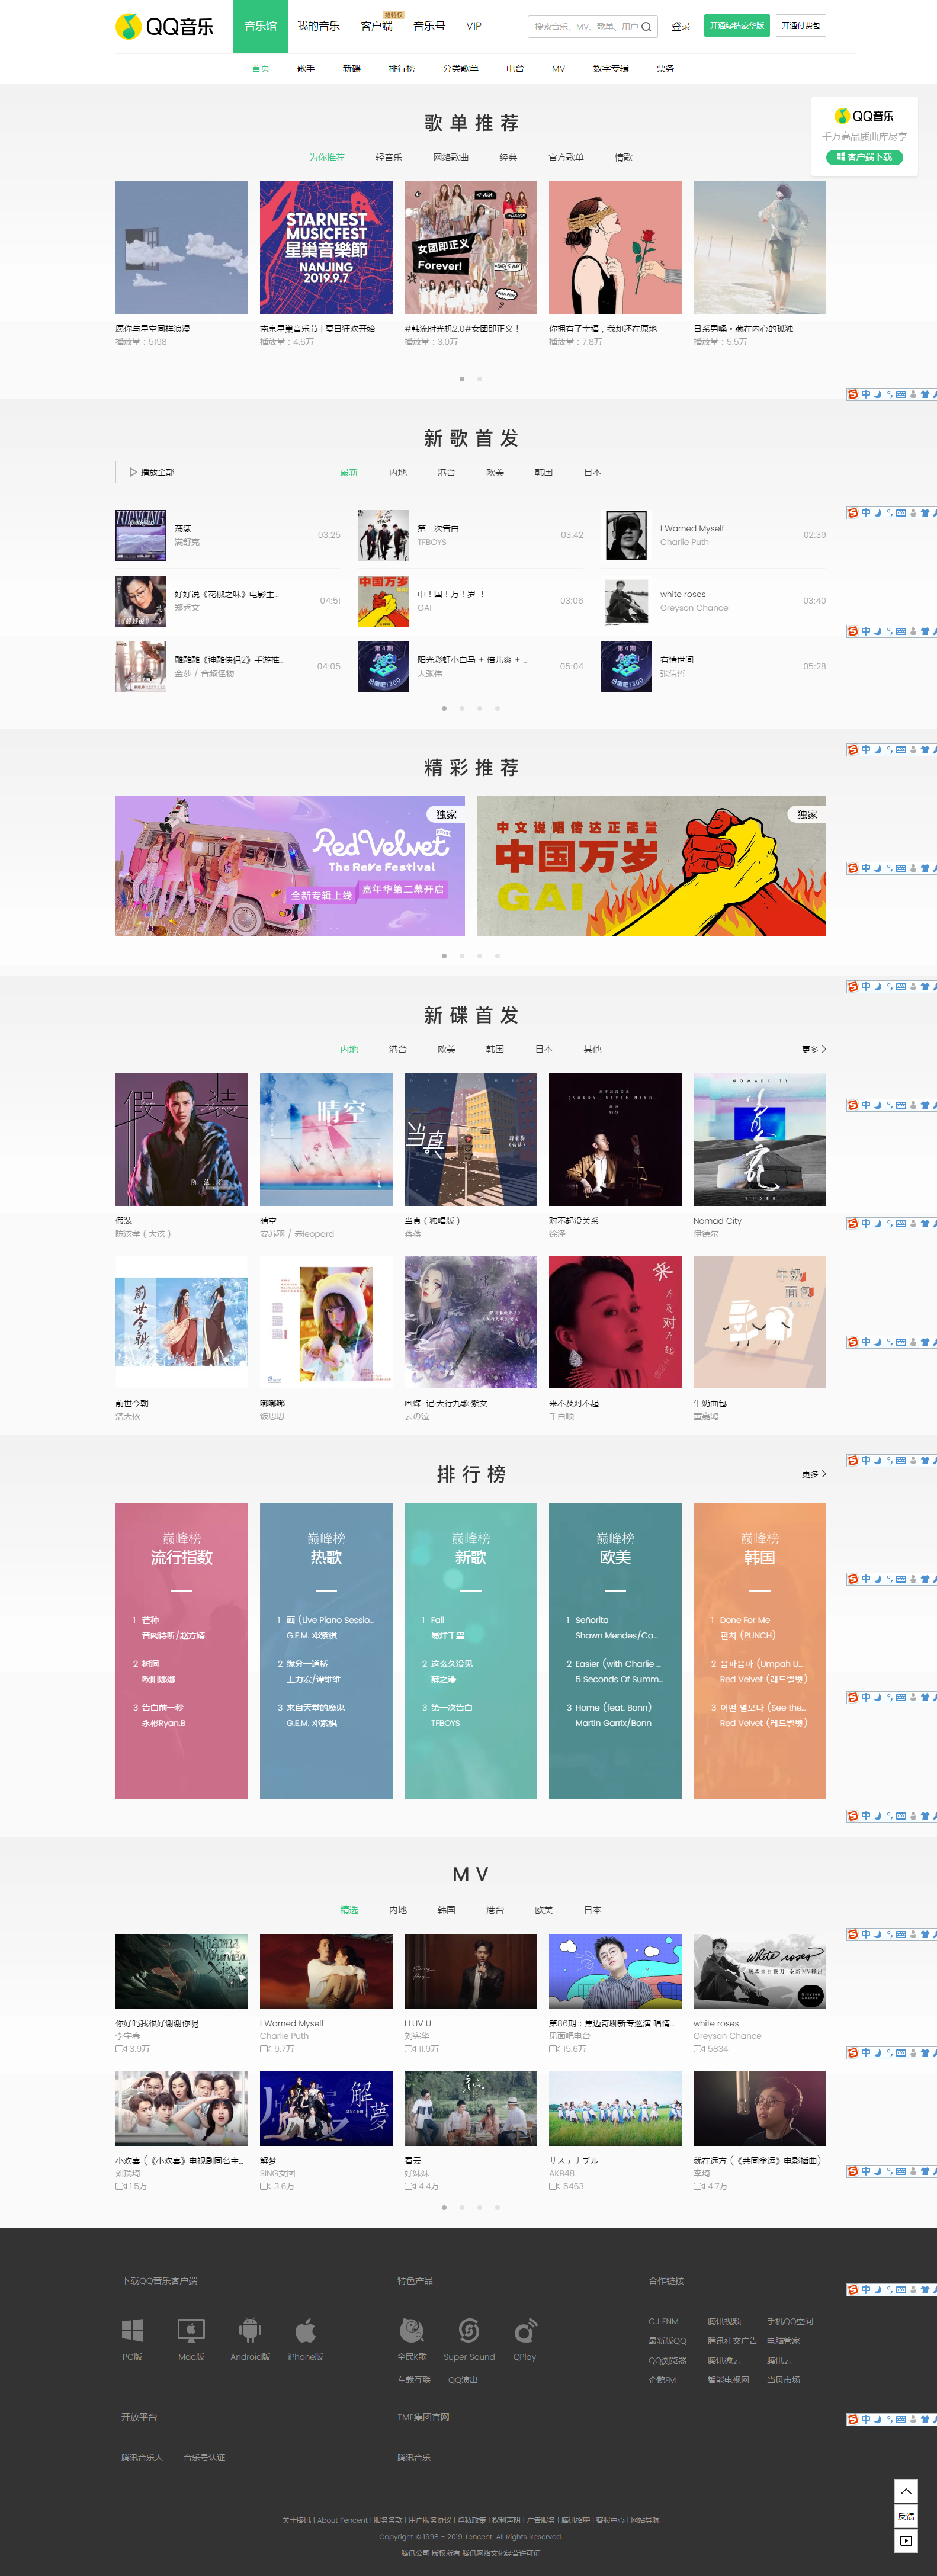 QQ音乐 音乐馆 我的音乐 客户端 音乐号 VIP 搜索音乐、MV、歌单、用户 登录 开通绿钻豪华版 开通付费包
首页 歌手 新碟 排行榜 分类歌单 电台 MV 数字专辑 票务
QQ音乐
千万高品质曲库尽享
客户端下载
歌单推荐
为你推荐 轻音乐 网络歌曲 经典 官方歌单 情歌
STARNEST
MUSICFEST
星巢音樂節
NANJING
2019.9.7
女团即正义
Forever!
愿你与星空同样浪漫 南京星巢音乐节 | 夏日狂欢开始 #韩流时光机2.0#女团即正义！ 你拥有了幸福，我却还在原地 日系男嗓·藏在内心的孤独
播放量：5198 播放量：4.6万 播放量：3.0万 播放量：7.8万 播放量：5.5万
新歌首发
播放全部 最新 内地 港台 欧美 韩国 日本
荡漾 第一次告白 I Warned Myself
03:25 03:42 02:39
满舒克 TFBOYS Charlie Puth
好好说《花椒之味》电影主... 中！国！万！岁 ！ white roses
04:51 03:06 03:40
郑秀文 GAI Greyson Chance
雕雕雕《神雕侠侣2》手游推... 阳光彩虹小白马 + 倍儿爽 + ... 有情世间
04:05 05:04 05:28
金莎 / 音频怪物 大张伟 张信哲
精彩推荐
独家 独家
Red Velvet
The ReVe Festival
全新专辑上线 嘉年华第二幕开启
中文说唱传达正能量
中国万岁
GAI
新碟首发
内地 港台 欧美 韩国 日本 其他 更多
假装 晴空 当真（独唱版） 对不起没关系 Nomad City
陈泫孝（大泫） 安苏羽 / 赤leopard 蒋蒋 徐泽 伊德尔
前世今朝 嘟嘟嘟 画蝶-记·天行九歌·紫女 来不及对不起 牛奶面包
洛天依 饭思思 云の泣 千百顺 董嘉鸿
排行榜
更多
巅峰榜 巅峰榜 巅峰榜 巅峰榜 巅峰榜
流行指数 热歌 新歌 欧美 韩国
1 芒种 1 画 (Live Piano Sessio... 1 Fall 1 Señorita 1 Done For Me
音阙诗听/赵方婧 G.E.M. 邓紫棋 易烊千玺 Shawn Mendes/Ca... 펀치 (PUNCH)
2 树洞 2 缘分一道桥 2 这么久没见 2 Easier (with Charlie ... 2 음파음파 (Umpah U...
欧阳娜娜 王力宏/谭维维 薛之谦 5 Seconds Of Summ... Red Velvet (레드벨벳)
3 告白前一秒 3 来自天堂的魔鬼 3 第一次告白 3 Home (feat. Bonn) 3 어떤 별보다 (See the...
永彬Ryan.B G.E.M. 邓紫棋 TFBOYS Martin Garrix/Bonn Red Velvet (레드벨벳)
MV
精选 内地 韩国 港台 欧美 日本
你好吗我很好谢谢你呢 I Warned Myself I LUV U 第86期：焦迈奇聊新专巡演 唱情... white roses
李宇春 Charlie Puth 刘宪华 见面吧电台 Greyson Chance
3.9万 9.7万 11.9万 15.6万 5834
小欢喜 (《小欢喜》电视剧同名主... 解梦 看云 サステナブル 就在远方 (《共同命运》电影插曲)
刘瑞琦 SING女团 好妹妹 AKB48 李琦
1.5万 3.6万 4.4万 5463 4.7万
下载QQ音乐客户端 特色产品 合作链接
PC版 Mac版 Android版 iPhone版 全民K歌 Super Sound QPlay
车载互联 QQ演出
CJ ENM 腾讯视频 手机QQ空间
最新版QQ 腾讯社交广告 电脑管家
QQ浏览器 腾讯微云 腾讯云
企鹅FM 智能电视网 当贝市场
开放平台 TME集团官网
腾讯音乐人 音乐号认证 腾讯音乐
反馈
关于腾讯 | About Tencent | 服务条款 | 用户服务协议 | 隐私政策 | 权利声明 | 广告服务 | 腾讯招聘 | 客服中心 | 网站导航
Copyright © 1998 - 2019 Tencent. All Rights Reserved.
腾讯公司 版权所有 腾讯网络文化经营许可证